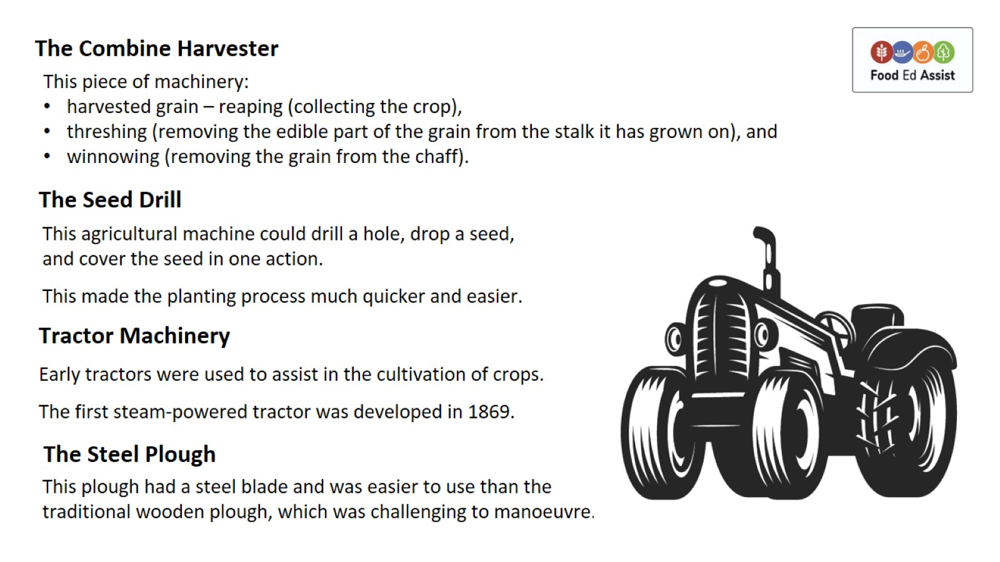 The Combine Harvester
Food Ed Assist
This piece of machinery:
• harvested grain – reaping (collecting the crop),
• threshing (removing the edible part of the grain from the stalk it has grown on), and
• winnowing (removing the grain from the chaff).
The Seed Drill
This agricultural machine could drill a hole, drop a seed,
and cover the seed in one action.
This made the planting process much quicker and easier.
Tractor Machinery
Early tractors were used to assist in the cultivation of crops.
The first steam-powered tractor was developed in 1869.
The Steel Plough
This plough had a steel blade and was easier to use than the
traditional wooden plough, which was challenging to manoeuvre.